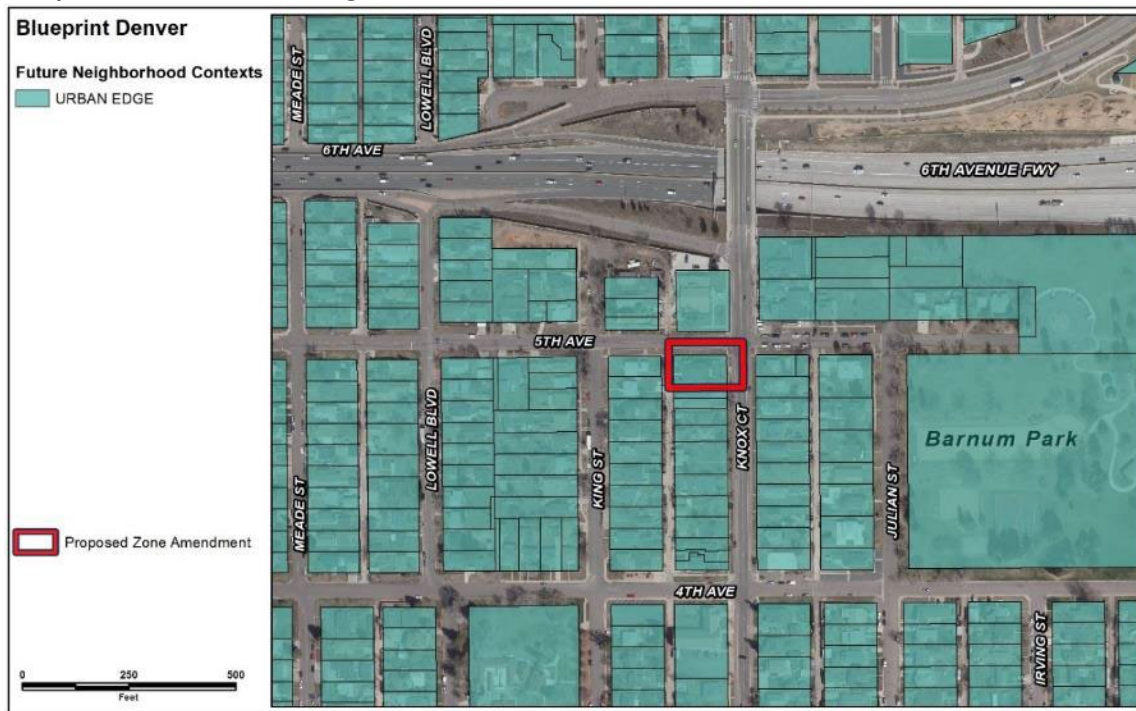 Blueprint Denver
Future Neighborhood Contexts
URBAN EDGE
Proposed Zone Amendment
0 250 500
Feet
MEADE ST
LOWELL BLVD
6TH AVE
6TH AVENUE FWY
5TH AVE
MEADE ST
LOWELL BLVD
KING ST
KNOX CT
JULIAN ST
Barnum Park
4TH AVE
IRVING ST